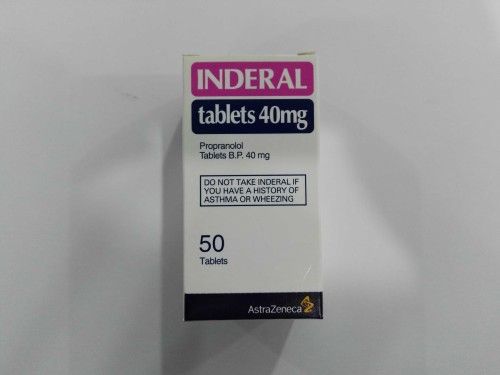 INDERAL
tablets 40mg
Propranolol
Tablets B.P. 40 mg
DO NOT TAKE INDERAL IF
YOU HAVE A HISTORY OF
ASTHMA OR WHEEZING
50
Tablets
AstraZeneca